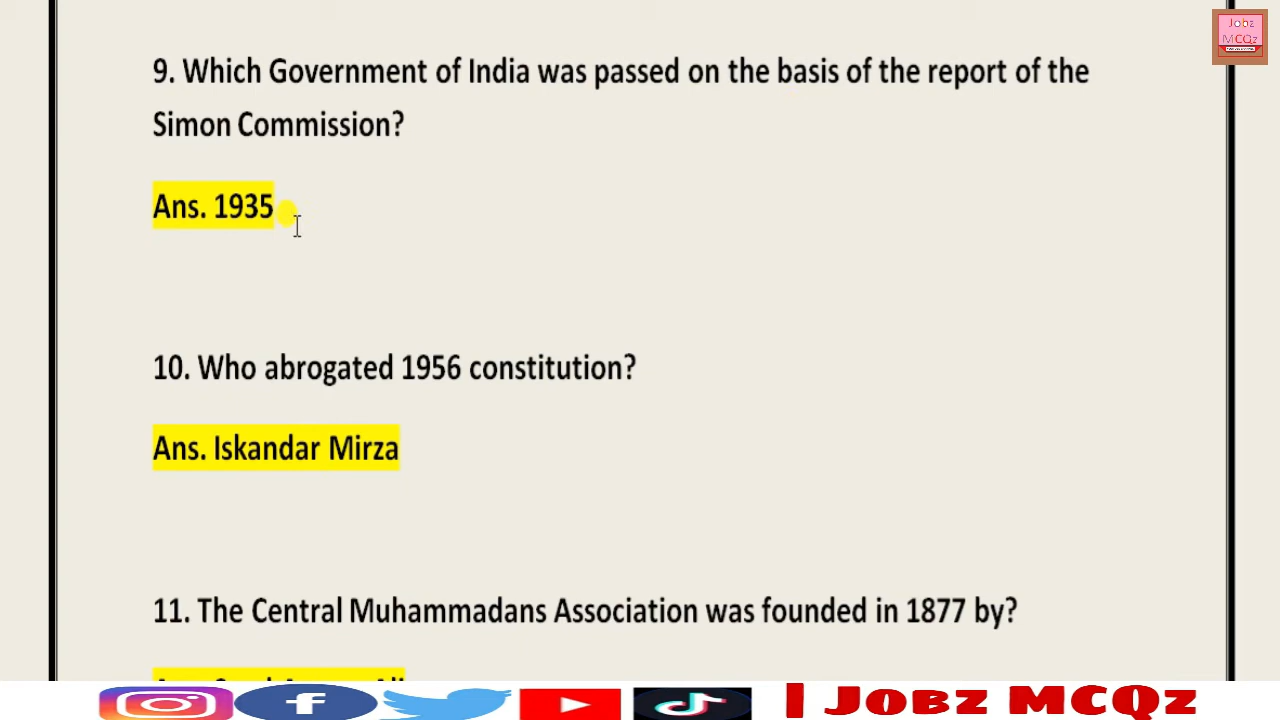 Jobz
MCQz
9. Which Government of India was passed on the basis of the report of the
Simon Commission?
Ans. 1935
10. Who abrogated 1956 constitution?
Ans. Iskandar Mirza
11. The Central Muhammadans Association was founded in 1877 by?
| Jobz MCQz